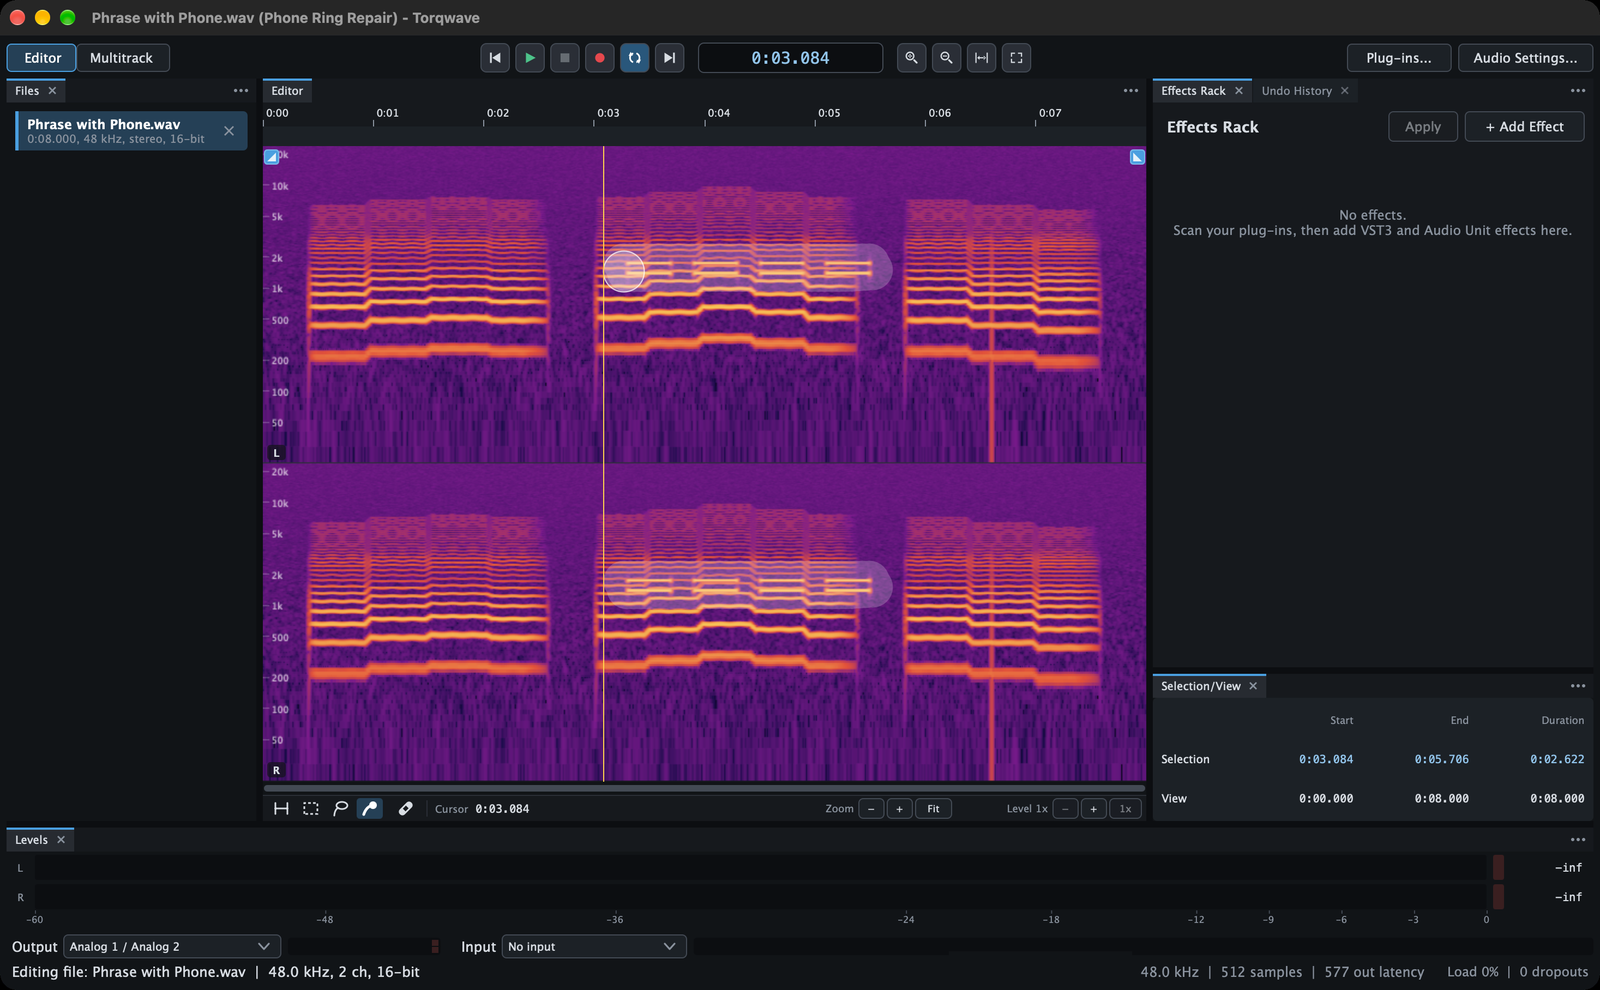 Phrase with Phone.wav (Phone Ring Repair) - Torqwave
Editor Multitrack 0:03.084 Plug-ins... Audio Settings...
Files
Phrase with Phone.wav
0:08.000, 48 kHz, stereo, 16-bit
Editor
0:00 0:01 0:02 0:03 0:04 0:05 0:06 0:07
10k
5k
2k
1k
500
200
100
50
L
20k
10k
5k
2k
1k
500
200
100
50
R
Cursor 0:03.084 Zoom - + Fit Level 1x - + 1x
Effects Rack Undo History
Effects Rack Apply + Add Effect
No effects.
Scan your plug-ins, then add VST3 and Audio Unit effects here.
Selection/View
Start End Duration
Selection 0:03.084 0:05.706 0:02.622
View 0:00.000 0:08.000 0:08.000
Levels
L -inf
R -inf
-60 -48 -36 -24 -18 -12 -9 -6 -3 0
Output Analog 1 / Analog 2 Input No input
Editing file: Phrase with Phone.wav | 48.0 kHz, 2 ch, 16-bit 48.0 kHz | 512 samples | 577 out latency Load 0% | 0 dropouts